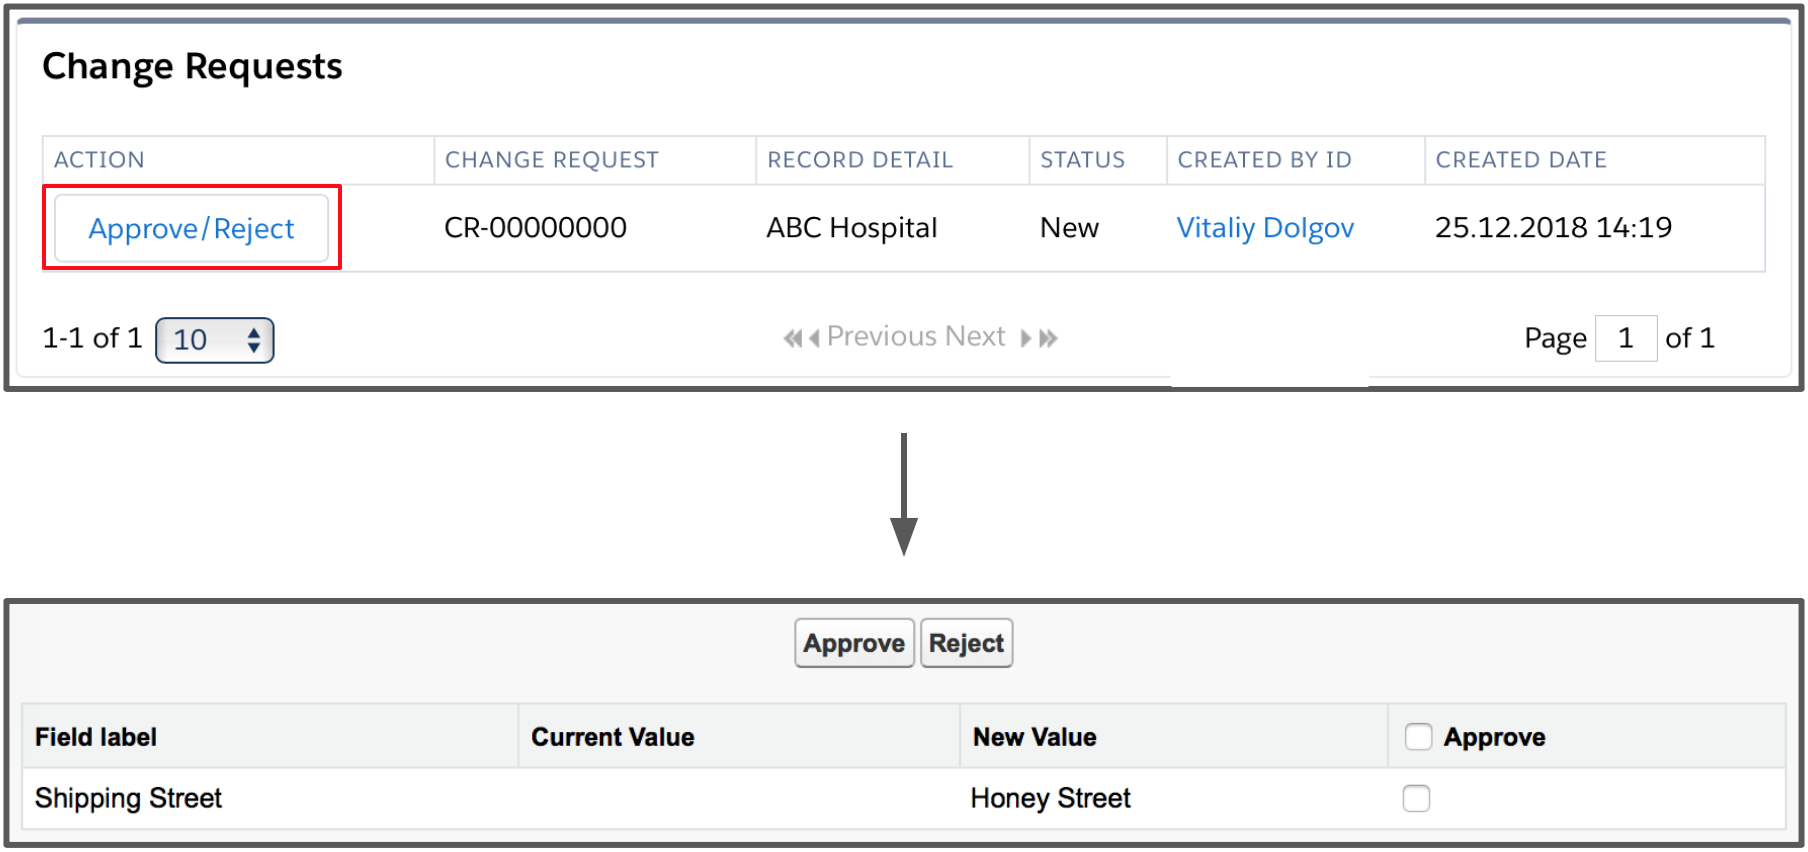 Change Requests
ACTION CHANGE REQUEST RECORD DETAIL STATUS CREATED BY ID CREATED DATE
Approve/Reject CR-00000000 ABC Hospital New Vitaliy Dolgov 25.12.2018 14:19
1-1 of 1 10 Previous Next Page 1 of 1
Approve Reject
Field label Current Value New Value Approve
Shipping Street Honey Street